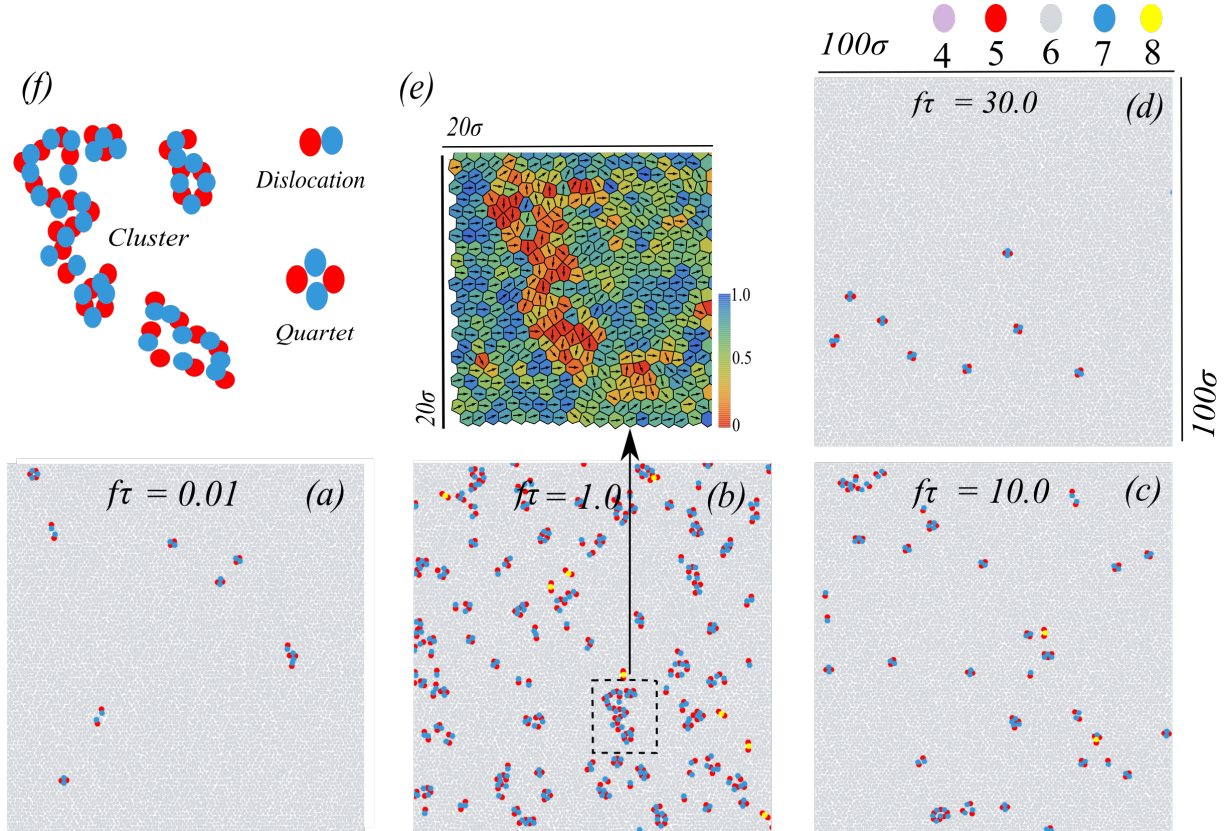 100σ
4 5 6 7 8
(f)
(e)
fτ = 30.0
(d)
20σ
Dislocation
Cluster
Quartet
1.0
0.5
0
20σ
100σ
fτ = 0.01
(a)
fτ = 1.0
(b)
fτ = 10.0
(c)